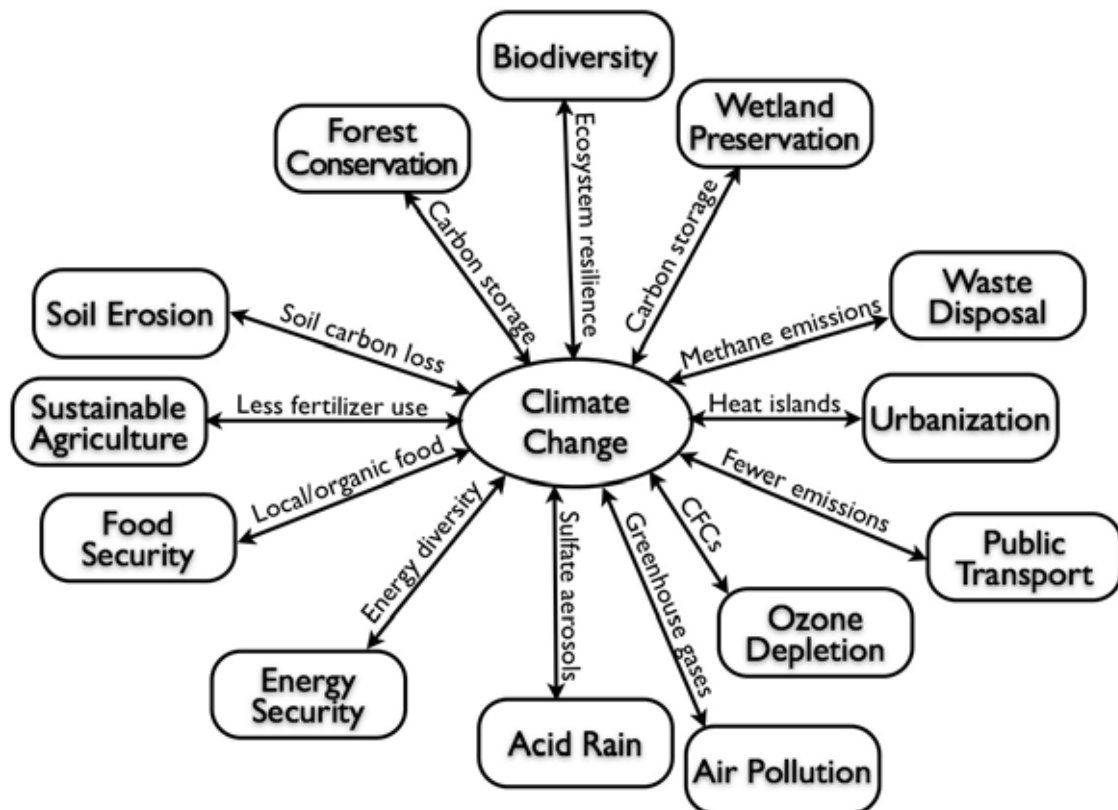 Biodiversity
Wetland
Preservation
Forest
Conservation
Ecosystem resilience
Carbon storage
Carbon storage
Waste
Disposal
Soil Erosion
Soil carbon loss
Methane emissions
Climate
Change
Sustainable
Agriculture
Less fertilizer use
Heat islands
Urbanization
Local/organic food
Fewer emissions
Food
Security
Energy diversity
Sulfate aerosols
Greenhouse gases
CFCs
Public
Transport
Ozone
Depletion
Energy
Security
Acid Rain
Air Pollution